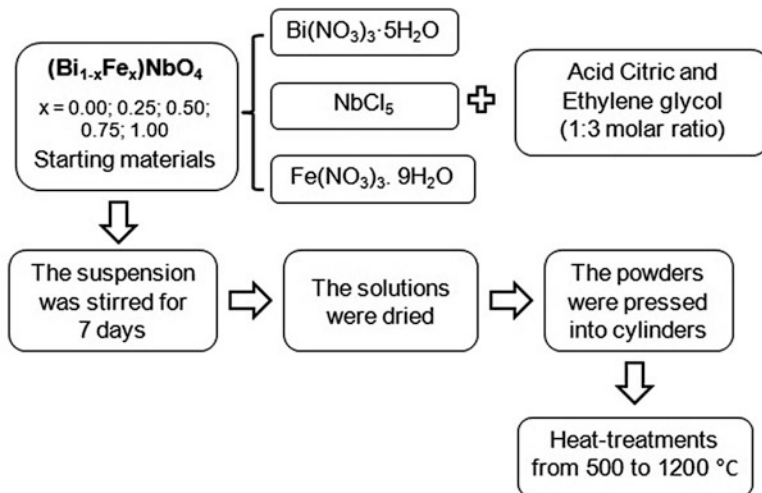 (Bi₁₋ₓFeₓ)NbO₄
x = 0.00; 0.25; 0.50;
0.75; 1.00
Starting materials
Bi(NO₃)₃·5H₂O
NbCl₅
Fe(NO₃)₃. 9H₂O
Acid Citric and
Ethylene glycol
(1:3 molar ratio)
The suspension
was stirred for
7 days
The solutions
were dried
The powders
were pressed
into cylinders
Heat-treatments
from 500 to 1200 °C